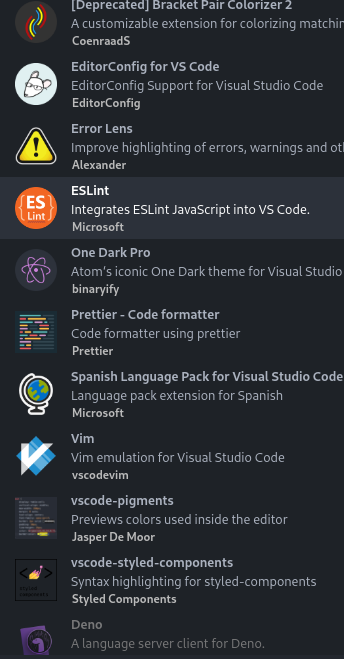 [Deprecated] Bracket Pair Colorizer 2
A customizable extension for colorizing matchin
CoenraadS
EditorConfig for VS Code
EditorConfig Support for Visual Studio Code
EditorConfig
Error Lens
Improve highlighting of errors, warnings and ot
Alexander
ES
Lint
ESLint
Integrates ESLint JavaScript into VS Code.
Microsoft
One Dark Pro
Atom's iconic One Dark theme for Visual Studio
binaryify
Prettier - Code formatter
Code formatter using prettier
Prettier
Spanish Language Pack for Visual Studio Code
Language pack extension for Spanish
Microsoft
Vim
Vim emulation for Visual Studio Code
vscodevim
vscode-pigments
Previews colors used inside the editor
Jasper De Moor
vscode-styled-components
Syntax highlighting for styled-components
Styled Components
Deno
A language server client for Deno.